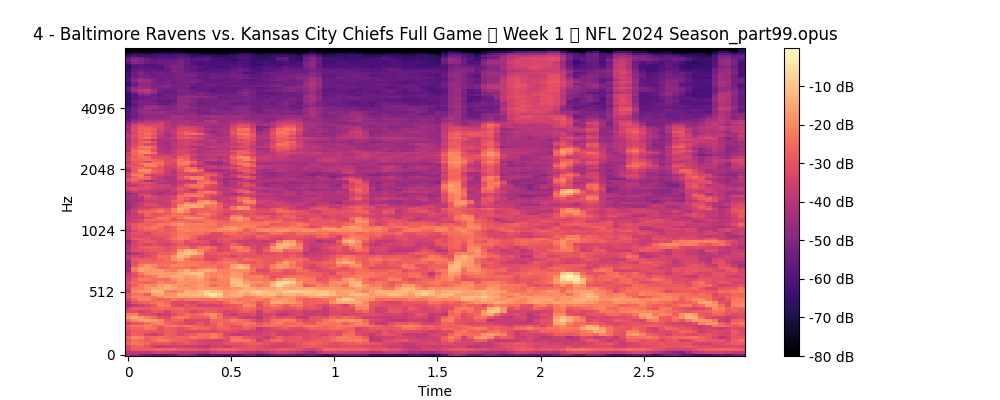 4 - Baltimore Ravens vs. Kansas City Chiefs Full Game ▯ Week 1 ▯ NFL 2024 Season_part99.opus
4096
2048
1024
512
0
Hz
0
0.5
1
1.5
2
2.5
Time
-10 dB
-20 dB
-30 dB
-40 dB
-50 dB
-60 dB
-70 dB
-80 dB